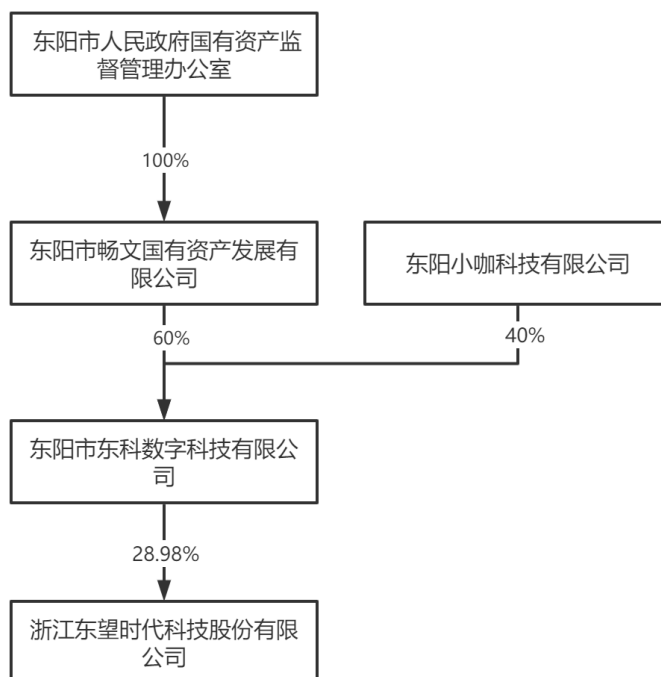 东阳市人民政府国有资产监
督管理办公室
100%
东阳市畅文国有资产发展有
限公司
东阳小咖科技有限公司
60%
40%
东阳市东科数字科技有限公
司
28.98%
浙江东望时代科技股份有限
公司